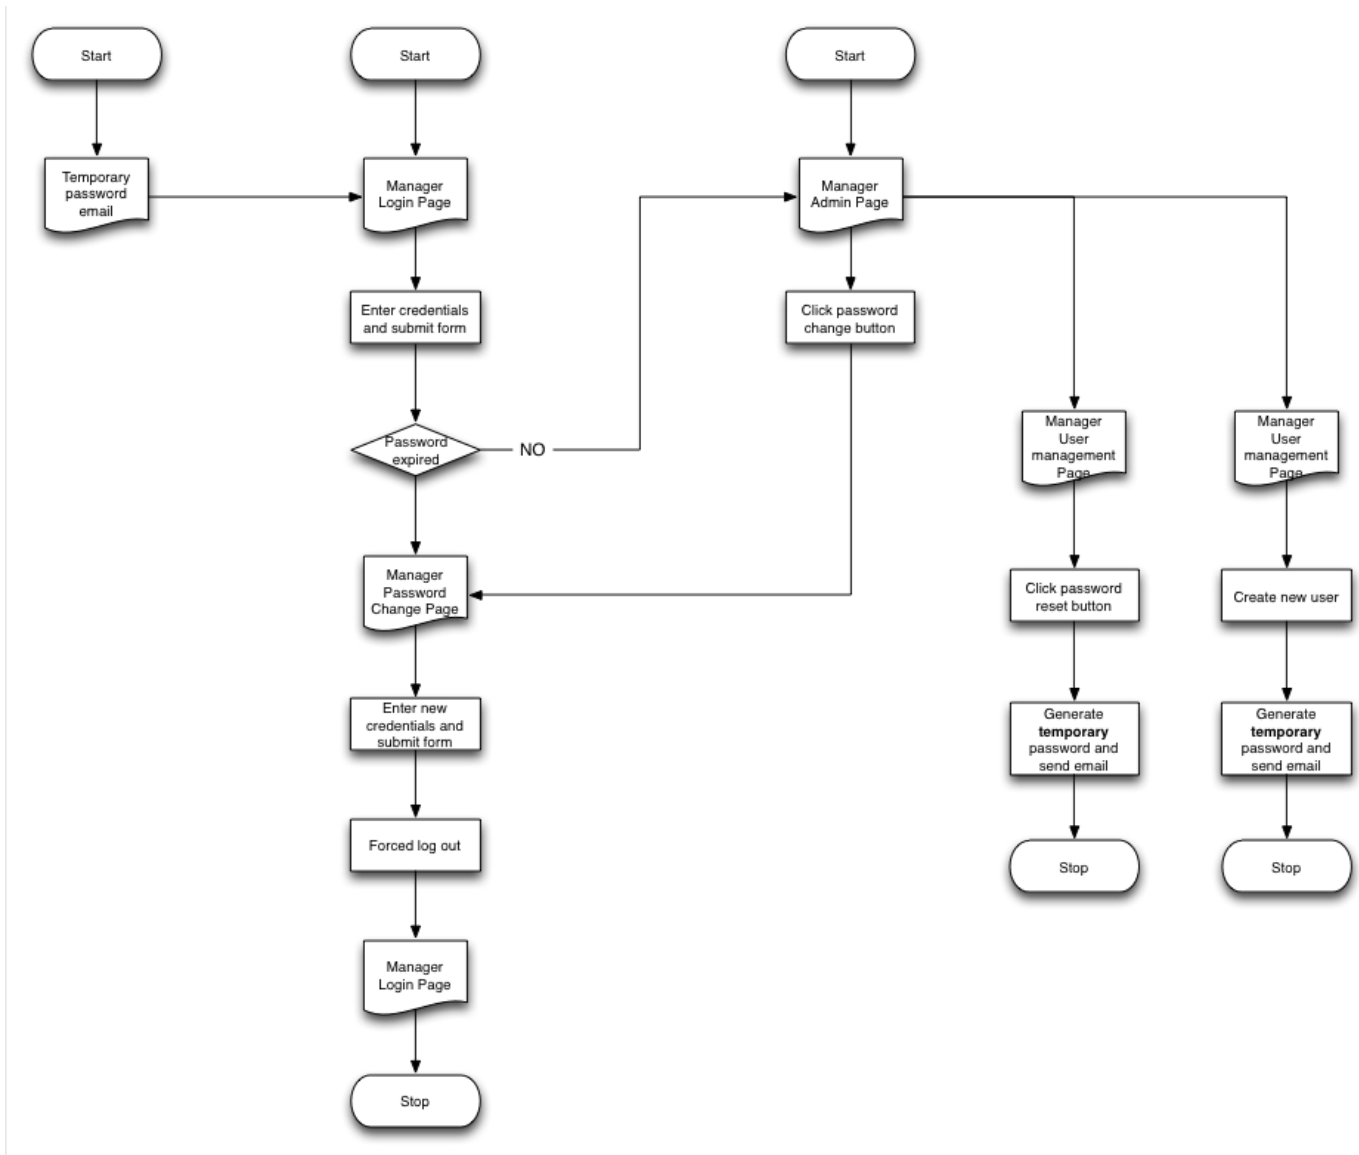 Start
Start
Start
Temporary
password
email
Manager
Login Page
Manager
Admin Page
Enter credentials
and submit form
Click password
change button
Password
expired
NO
Manager
User
management
Page
Manager
User
management
Page
Manager
Password
Change Page
Click password
reset button
Create new user
Enter new
credentials and
submit form
Generate
temporary
password and
send email
Generate
temporary
password and
send email
Forced log out
Stop
Stop
Manager
Login Page
Stop